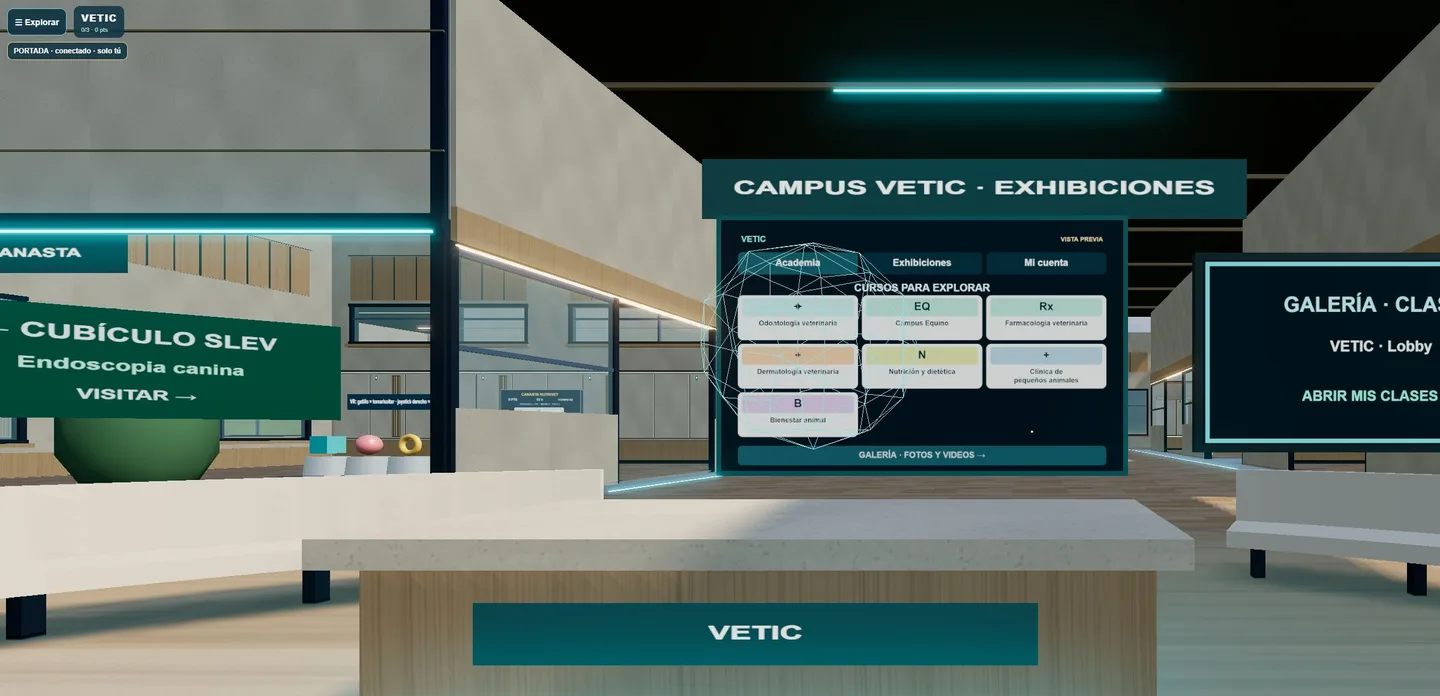 ☰ Explorar
VETIC
0/3 · 0 pts
PORTADA · conectado · solo tú
CAMPUS VETIC · EXHIBICIONES
VETIC
VISTA PREVIA
Academia
Exhibiciones
Mi cuenta
CURSOS PARA EXPLORAR
EQ
Rx
Odontología veterinaria
Campus Equino
Farmacología veterinaria
N
Dermatología veterinaria
Nutrición y dietética
Clínica de
pequeños animales
B
Bienestar animal
GALERÍA · FOTOS Y VIDEOS →
ANASTA
CUBÍCULO SLEV
Endoscopia canina
VISITAR →
GALERÍA · CLAS
VETIC · Lobby
ABRIR MIS CLASES
VETIC